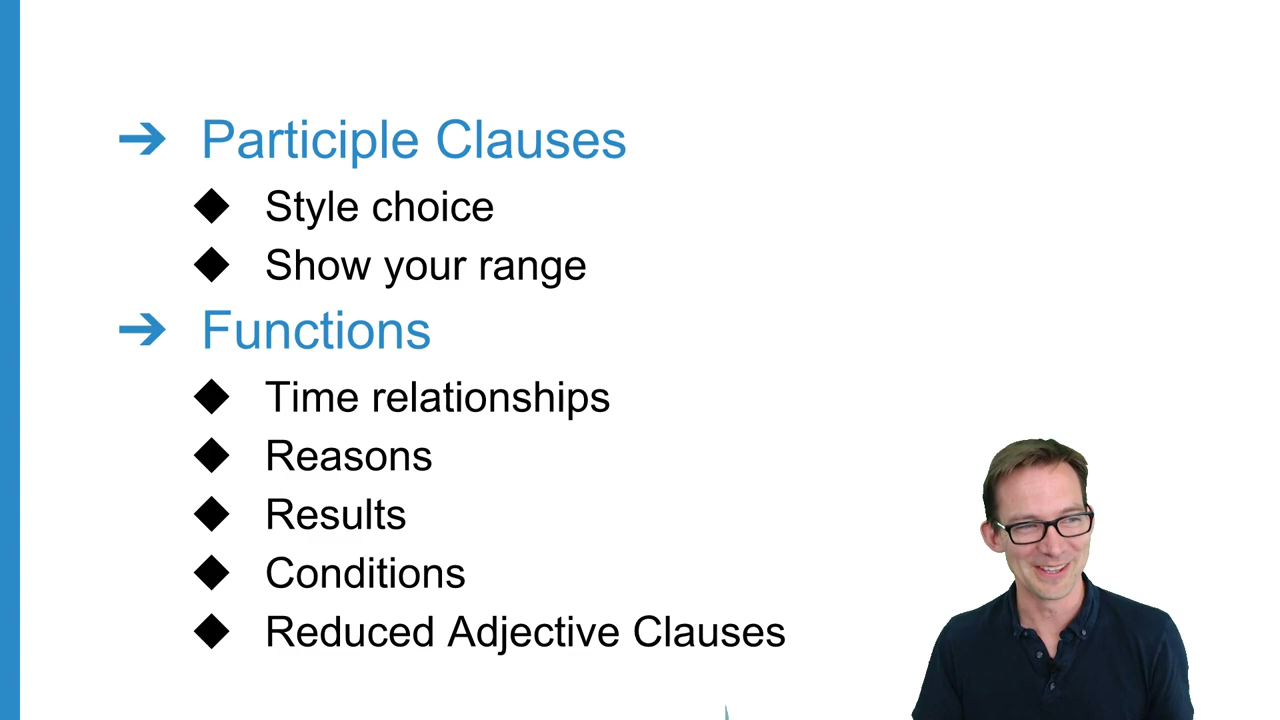 ➔ Participle Clauses
◆ Style choice
◆ Show your range
➔ Functions
◆ Time relationships
◆ Reasons
◆ Results
◆ Conditions
◆ Reduced Adjective Clauses